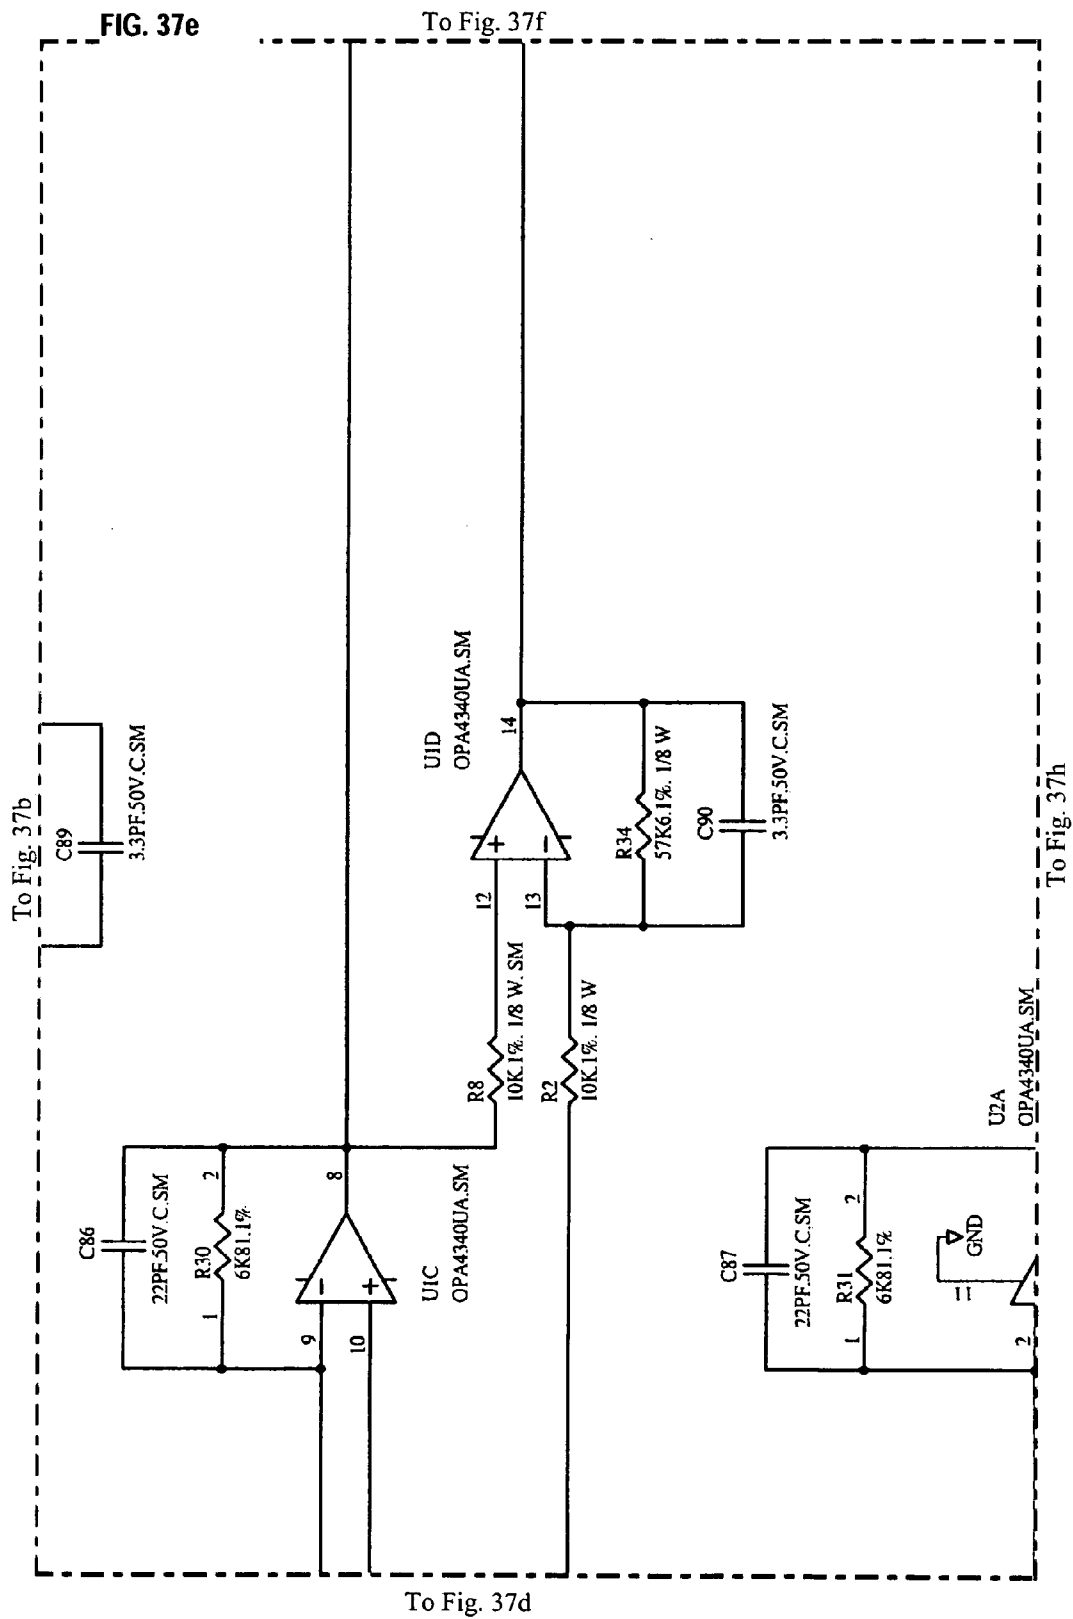 FIG. 37e
To Fig. 37f
To Fig. 37b
C89
3.3PF.50V.C.SM
U1D
OPA4340UA.SM
14
12
13
R34
57K6.1%. 1/8 W
C90
3.3PF.50V.C.SM
R8
10K.1%. 1/8 W. SM
R2
10K.1%. 1/8 W
C86
22PF.50V.C.SM
R30
6K81.1%
1
2
8
9
10
U1C
OPA4340UA.SM
C87
22PF.50V.C.SM
R31
6K81.1%
1
2
GND
11
2
U2A
OPA4340UA.SM
To Fig. 37h
To Fig. 37d